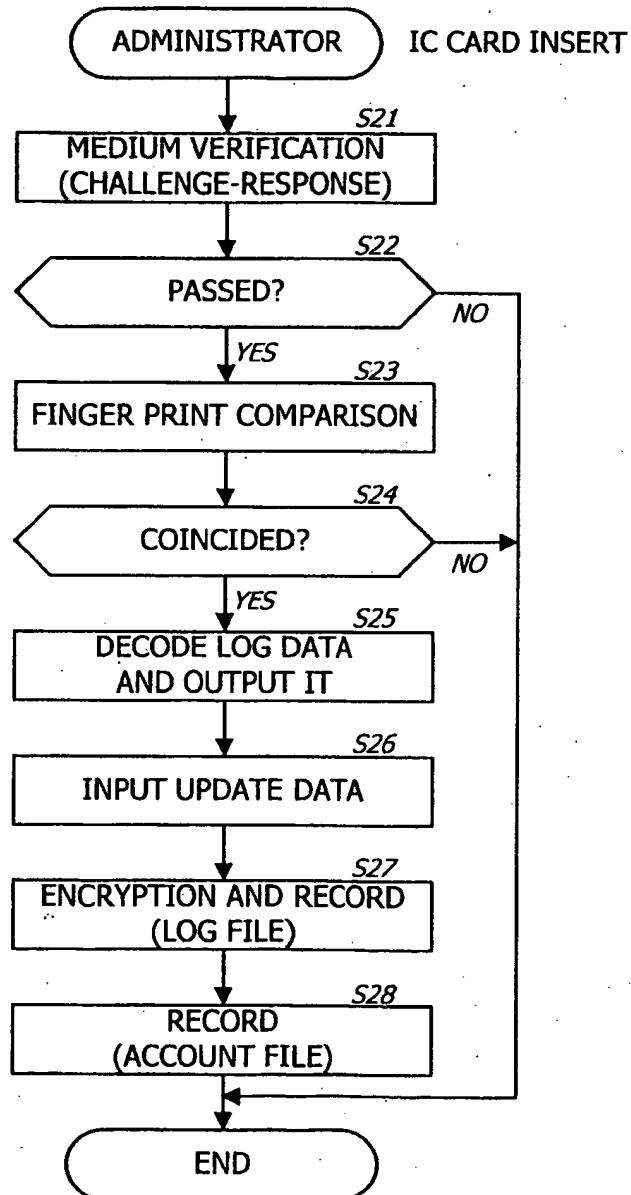 ADMINISTRATOR IC CARD INSERT
S21
MEDIUM VERIFICATION
(CHALLENGE-RESPONSE)
S22
PASSED?
NO
YES
S23
FINGER PRINT COMPARISON
S24
COINCIDED?
NO
YES
S25
DECODE LOG DATA
AND OUTPUT IT
S26
INPUT UPDATE DATA
S27
ENCRYPTION AND RECORD
(LOG FILE)
S28
RECORD
(ACCOUNT FILE)
END